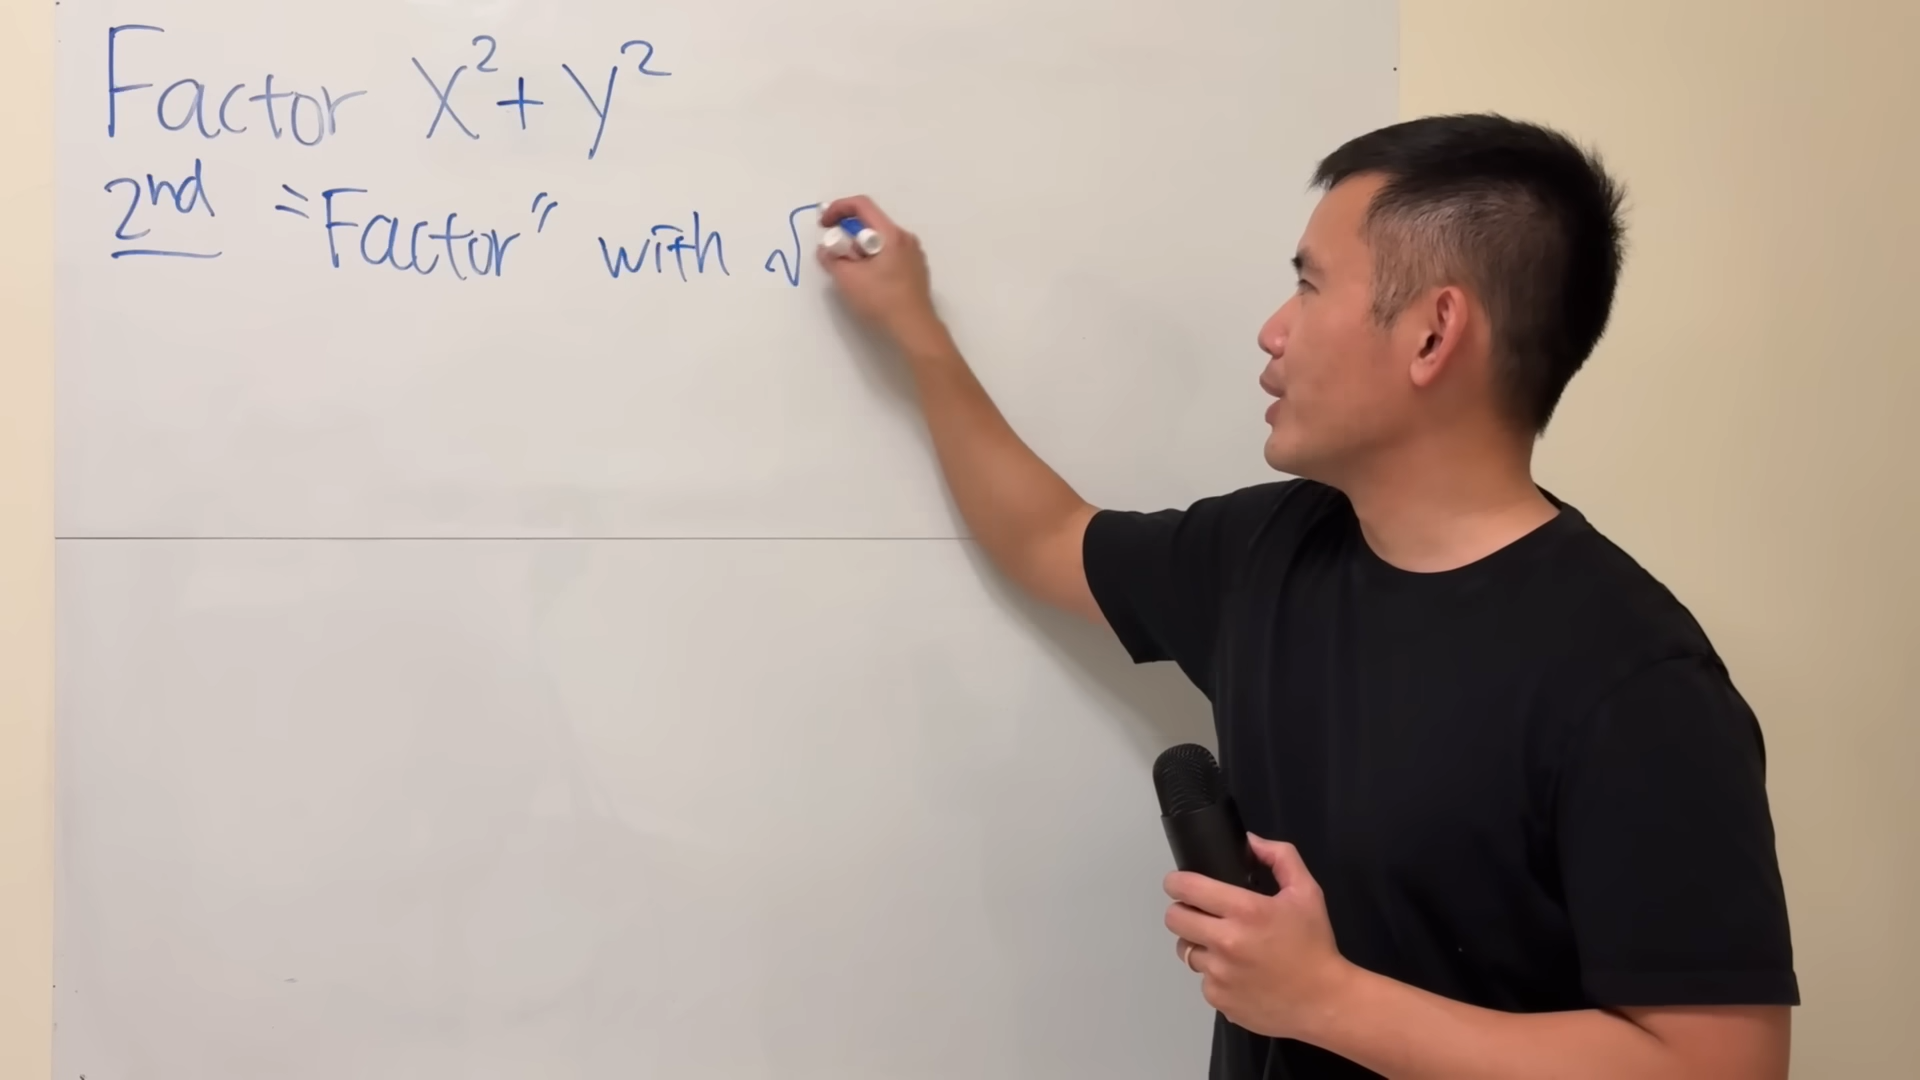 Factor x²+y²
2nd "Factor" with √